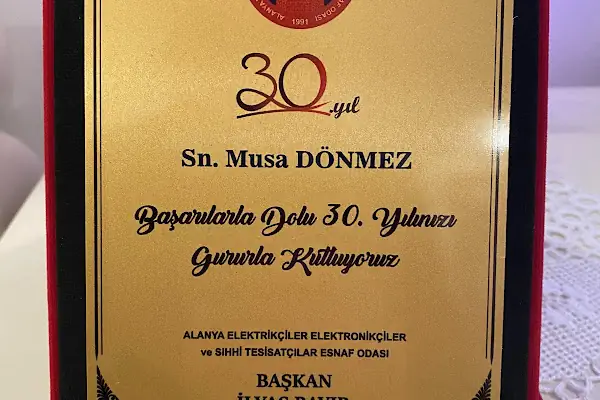 1991
30
.yıl
Sn. Musa DÖNMEZ
Başarılarla Dolu 30. Yılınızı
Gururla Kutluyoruz
ALANYA ELEKTRİKÇİLER ELEKTRONİKÇİLER
ve SIHHİ TESİSATÇILAR ESNAF ODASI
BAŞKAN